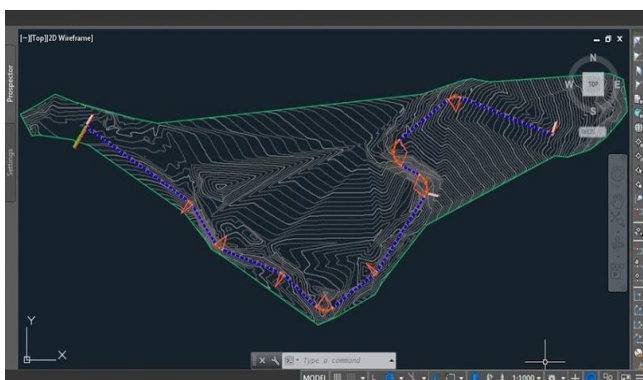 [−][Top][2D Wireframe]
Prospector
Settings
N
W
TOP
E
S
Y
X
Type a command
MODEL
1:1000